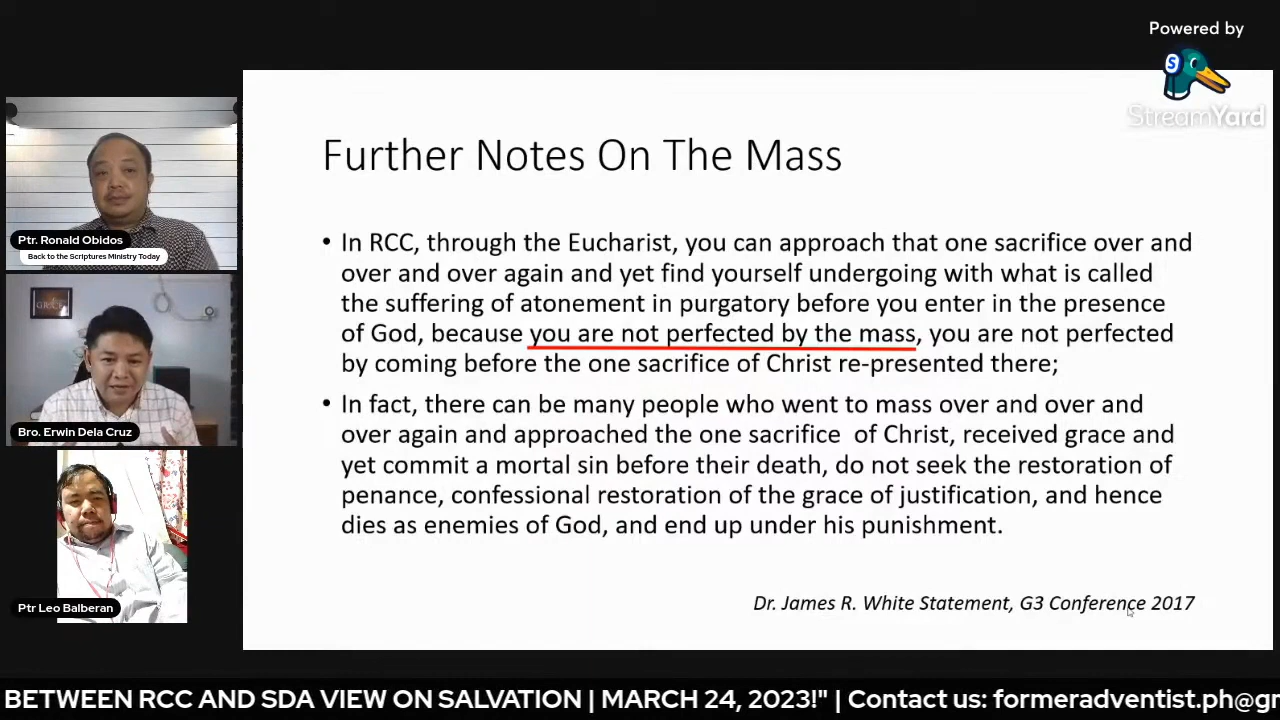 Powered by
StreamYard
Ptr. Ronald Obidos
Back to the Scriptures Ministry Today
Bro. Erwin Dela Cruz
Ptr Leo Balberan
Further Notes On The Mass
• In RCC, through the Eucharist, you can approach that one sacrifice over and
over and over again and yet find yourself undergoing with what is called
the suffering of atonement in purgatory before you enter in the presence
of God, because you are not perfected by the mass, you are not perfected
by coming before the one sacrifice of Christ re-presented there;
• In fact, there can be many people who went to mass over and over and
over again and approached the one sacrifice of Christ, received grace and
yet commit a mortal sin before their death, do not seek the restoration of
penance, confessional restoration of the grace of justification, and hence
dies as enemies of God, and end up under his punishment.
Dr. James R. White Statement, G3 Conference 2017
BETWEEN RCC AND SDA VIEW ON SALVATION | MARCH 24, 2023!" | Contact us: formeradventist.ph@g